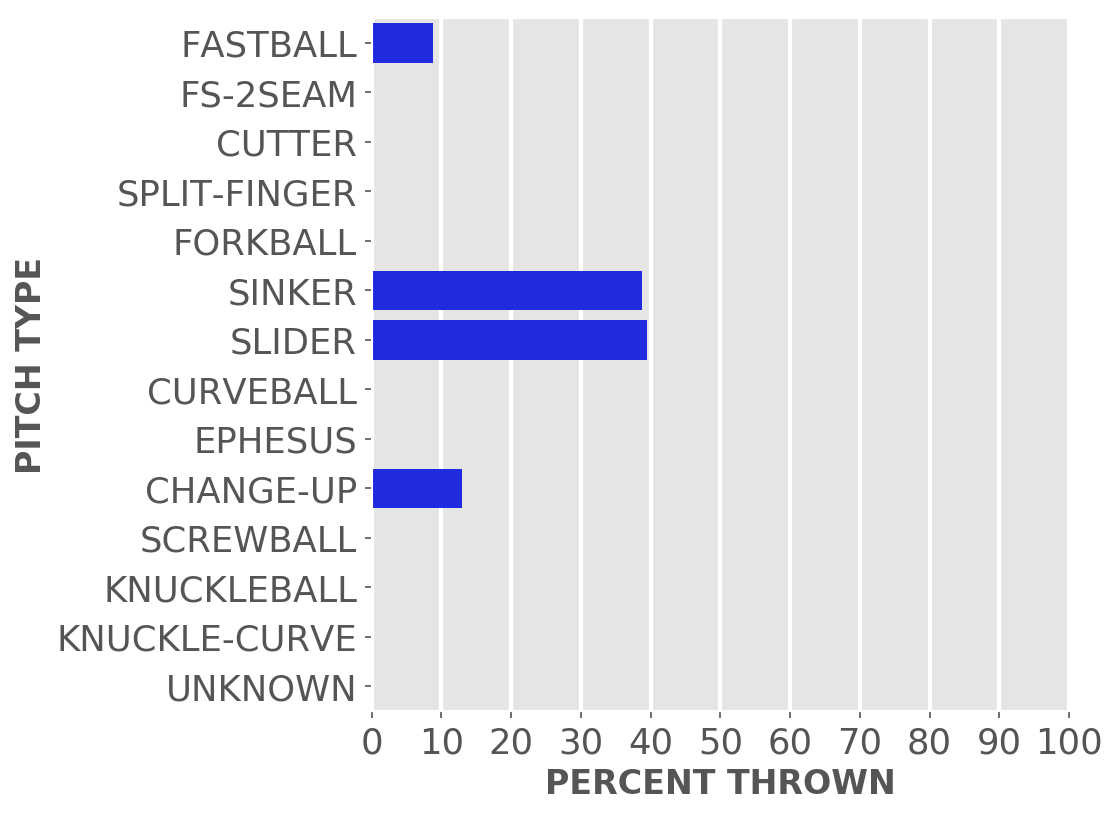 PITCH TYPE
FASTBALL
FS-2SEAM
CUTTER
SPLIT-FINGER
FORKBALL
SINKER
SLIDER
CURVEBALL
EPHESUS
CHANGE-UP
SCREWBALL
KNUCKLEBALL
KNUCKLE-CURVE
UNKNOWN
0 10 20 30 40 50 60 70 80 90 100
PERCENT THROWN